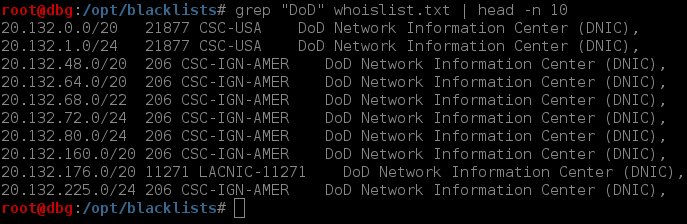 root@dbg:/opt/blacklists# grep "DoD" whoislist.txt | head -n 10
20.132.0.0/20   21877 CSC-USA    DoD Network Information Center (DNIC),
20.132.1.0/24   21877 CSC-USA    DoD Network Information Center (DNIC),
20.132.48.0/20  206 CSC-IGN-AMER    DoD Network Information Center (DNIC),
20.132.64.0/20  206 CSC-IGN-AMER    DoD Network Information Center (DNIC),
20.132.68.0/22  206 CSC-IGN-AMER    DoD Network Information Center (DNIC),
20.132.72.0/24  206 CSC-IGN-AMER    DoD Network Information Center (DNIC),
20.132.80.0/24  206 CSC-IGN-AMER    DoD Network Information Center (DNIC),
20.132.160.0/20 206 CSC-IGN-AMER    DoD Network Information Center (DNIC),
20.132.176.0/20 11271 LACNIC-11271    DoD Network Information Center (DNIC),
20.132.225.0/24 206 CSC-IGN-AMER    DoD Network Information Center (DNIC),
root@dbg:/opt/blacklists#